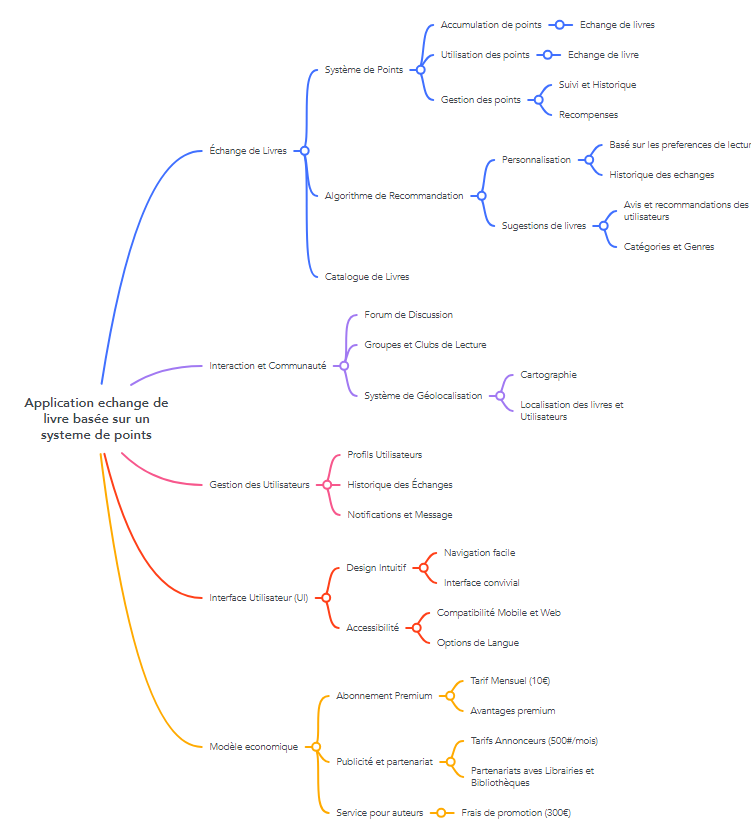 Application echange de
livre basée sur un
systeme de points
Échange de Livres
Système de Points
Accumulation de points
Echange de livres
Utilisation des points
Echange de livre
Gestion des points
Suivi et Historique
Recompenses
Algorithme de Recommandation
Personnalisation
Basé sur les preferences de lectur
Historique des echanges
Sugestions de livres
Avis et recommandations des
utilisateurs
Catégories et Genres
Catalogue de Livres
Interaction et Communauté
Forum de Discussion
Groupes et Clubs de Lecture
Système de Géolocalisation
Cartographie
Localisation des livres et
Utilisateurs
Gestion des Utilisateurs
Profils Utilisateurs
Historique des Échanges
Notifications et Message
Interface Utilisateur (UI)
Design Intuitif
Navigation facile
Interface convivial
Accessibilité
Compatibilité Mobile et Web
Options de Langue
Modèle economique
Abonnement Premium
Tarif Mensuel (10€)
Avantages premium
Publicité et partenariat
Tarifs Annonceurs (500#/mois)
Partenariats aves Librairies et
Bibliothèques
Service pour auteurs
Frais de promotion (300€)